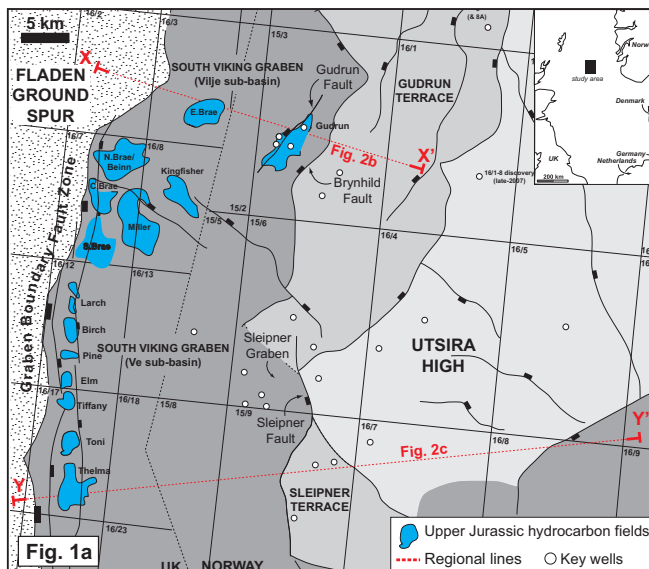 5 km
16/2
16/3
15/3
16/1
(& 8A)
Norw
study area
Denmark
UK
Germany
Netherlands
200 km
X
SOUTH VIKING GRABEN
(Vilje sub-basin)
FLADEN
GROUND
SPUR
Gudrun
Fault
GUDRUN
TERRACE
E.Brae
Gudrun
16/7
16/8
N.Brae/
Beinn
Kingfisher
Fig. 2b
X'
16/1-8 discovery
(late-2007)
C.Brae
Brynhild
Fault
15/2
15/5
15/6
Miller
16/4
16/5
S.Brae
16/12
16/13
Graben Boundary Fault Zone
Larch
Birch
Pine
Elm
Tiffany
Toni
Thelma
SOUTH VIKING GRABEN
(Ve sub-basin)
Sleipner
Graben
UTSIRA
HIGH
16/17
16/18
15/8
15/9
Sleipner
Fault
16/7
16/8
16/9
Y'
Fig. 2c
Y
SLEIPNER
TERRACE
16/23
UK
NORWAY
Fig. 1a
Upper Jurassic hydrocarbon fields
Regional lines
Key wells